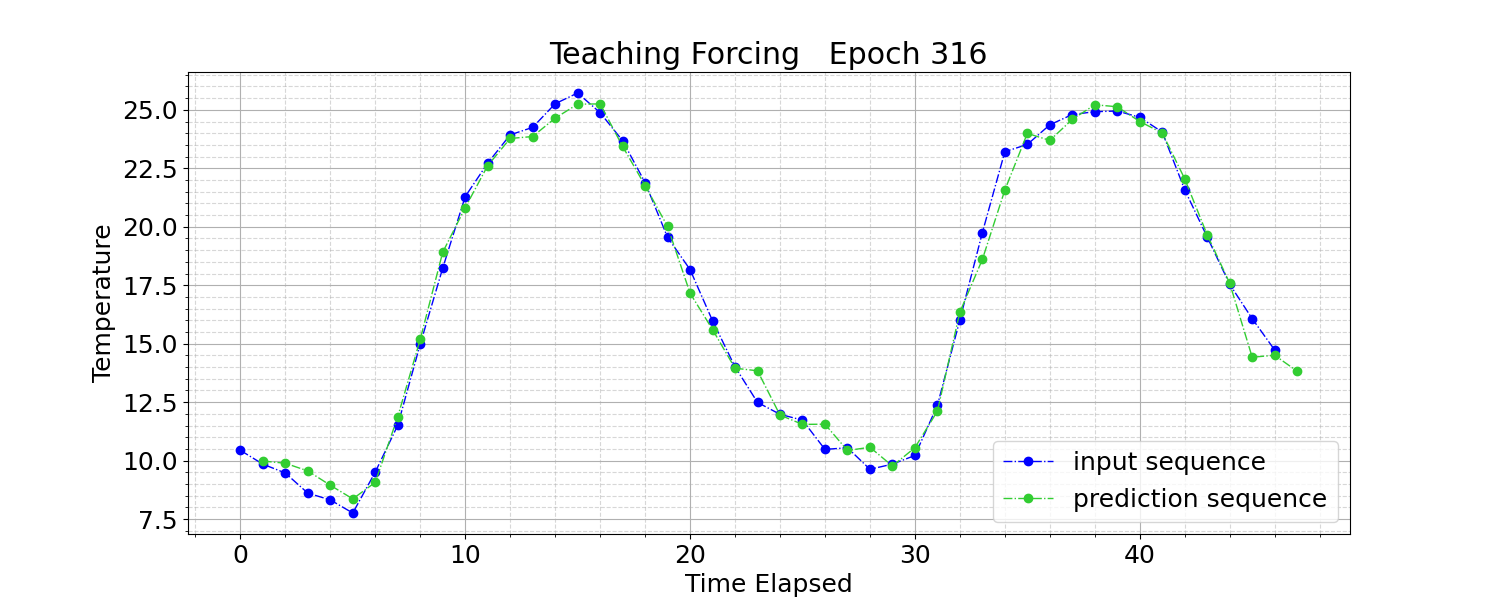 Teaching Forcing   Epoch 316
Temperature
25.0
22.5
20.0
17.5
15.0
12.5
10.0
7.5
input sequence
prediction sequence
0 10 20 30 40
Time Elapsed